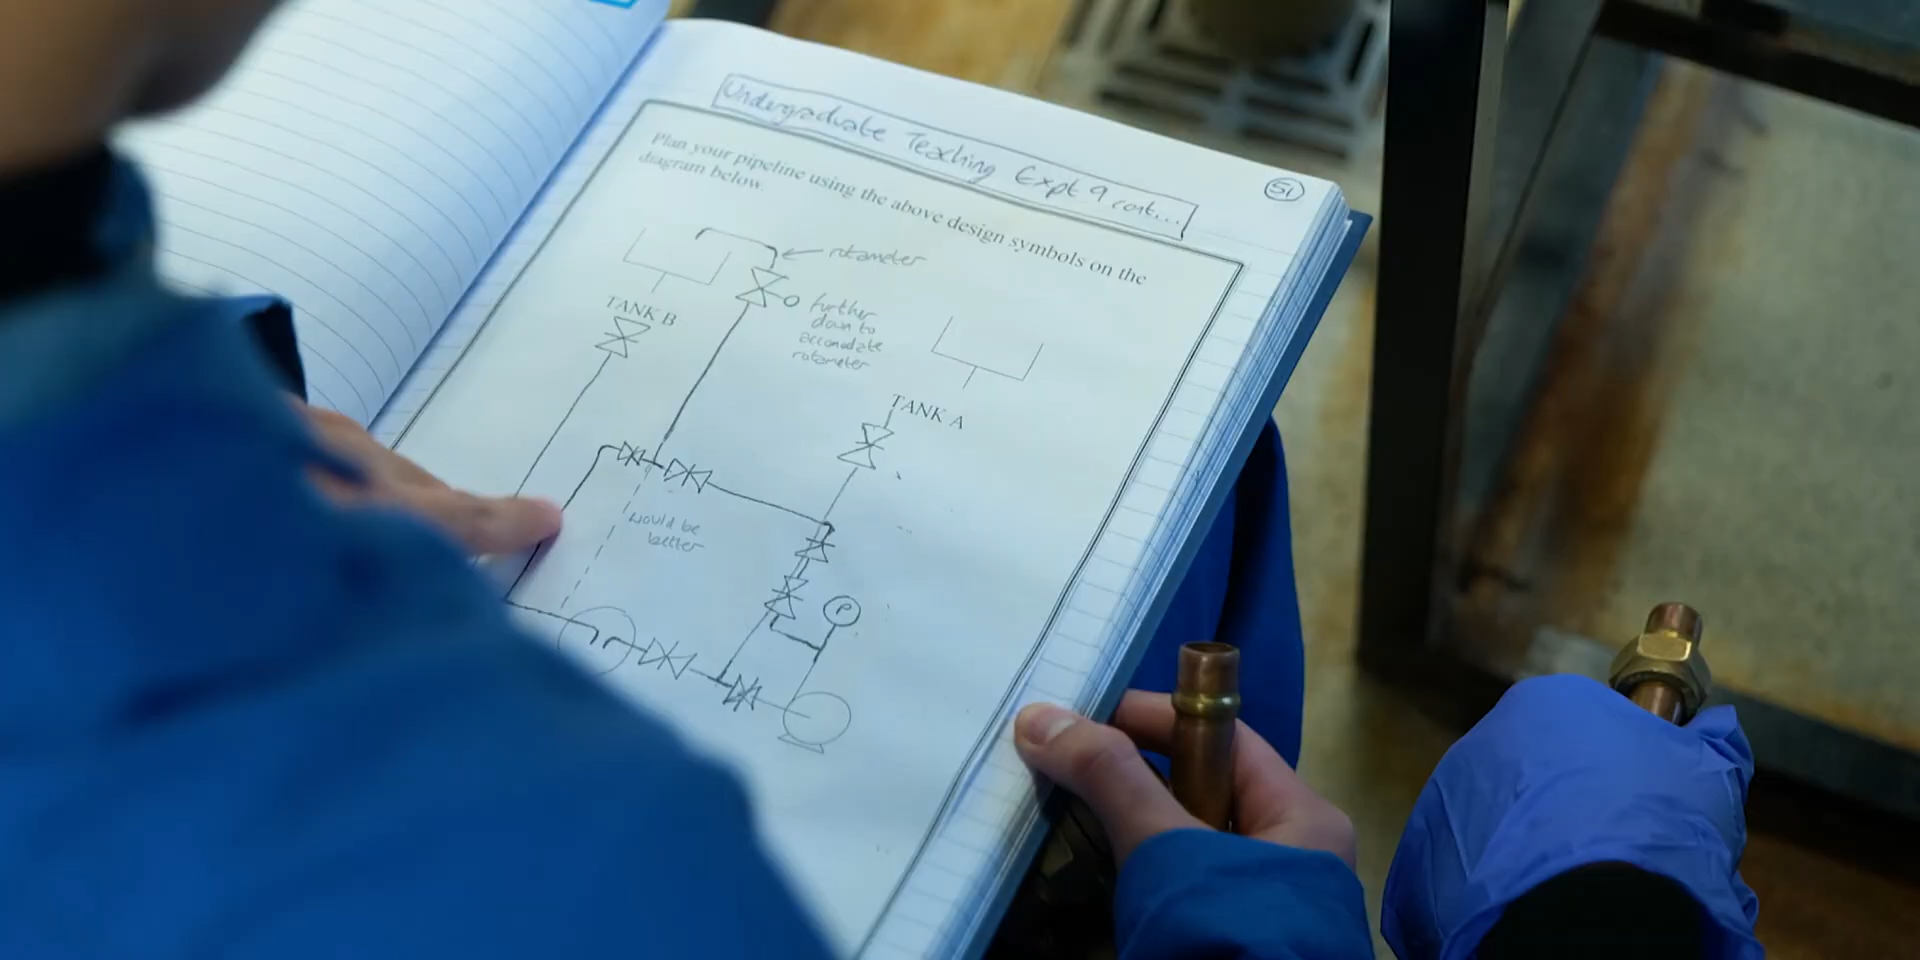 Undergraduate Teaching Expt 9 cont...
51
Plan your pipeline using the above design symbols on the
diagram below.
rotameter
TANK B
further
down to
accomodate
rotameter
TANK A
would be
better
P